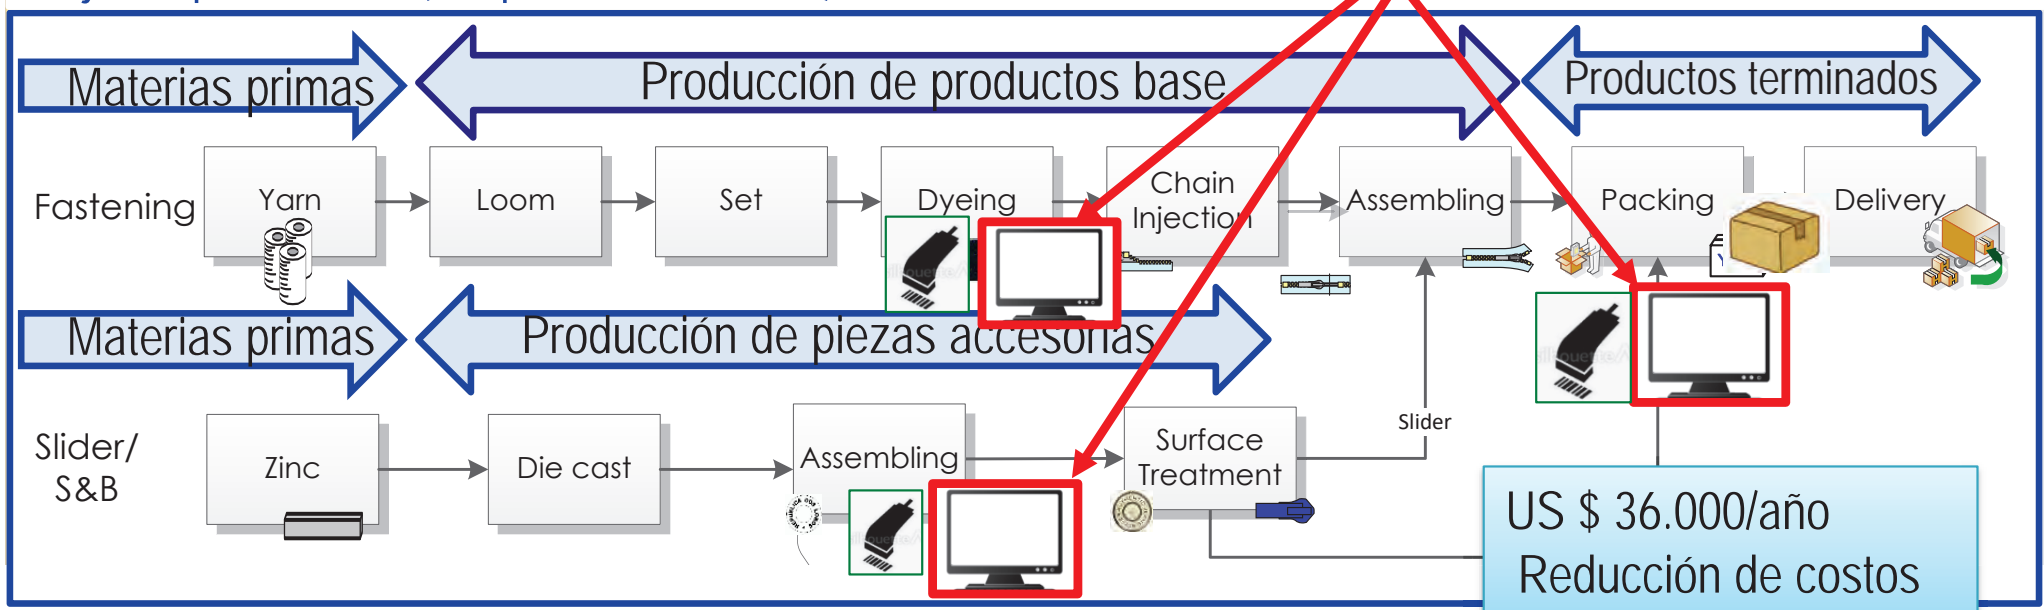 Materias primas
Producción de productos base
Productos terminados
Fastening
Yarn
Loom
Set
Dyeing
Chain
Injection
Assembling
Packing
Delivery
Materias primas
Producción de piezas accesorias
Slider/
S&B
Zinc
Die cast
Assembling
Surface
Treatment
Slider
US $ 36.000/año
Reducción de costos